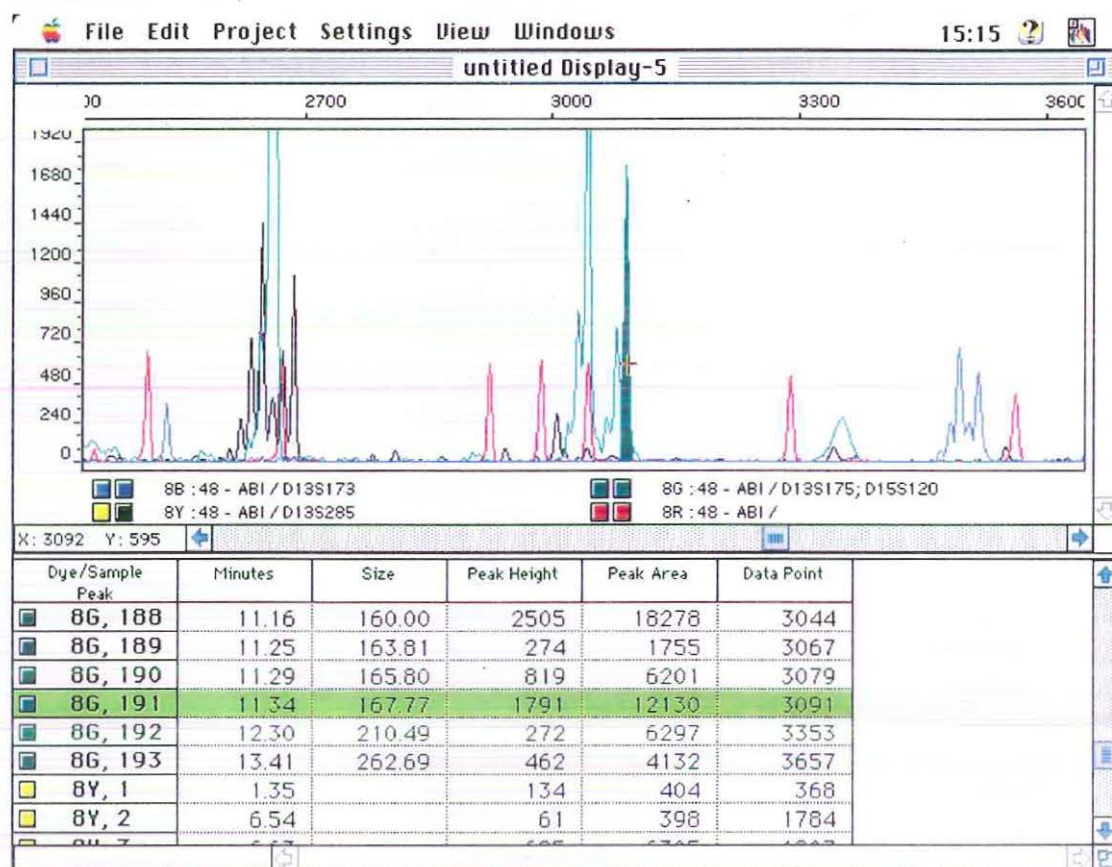 File Edit Project Settings View Windows 15:15
untitled Display-5
00 2700 3000 3300 3600
1920
1680
1440
1200
960
720
480
240
0
8B :48 - ABI / D13S173 8G :48 - ABI / D13S175; D15S120
8Y :48 - ABI / D13S285 8R :48 - ABI /
X: 3092 Y: 595
Dye/Sample Minutes Size Peak Height Peak Area Data Point
Peak
8G, 188 11.16 160.00 2505 18278 3044
8G, 189 11.25 163.81 274 1755 3067
8G, 190 11.29 165.80 819 6201 3079
8G, 191 11.34 167.77 1791 12130 3091
8G, 192 12.30 210.49 272 6297 3353
8G, 193 13.41 262.69 462 4132 3657
8Y, 1 1.35 134 404 368
8Y, 2 6.54 61 398 1784